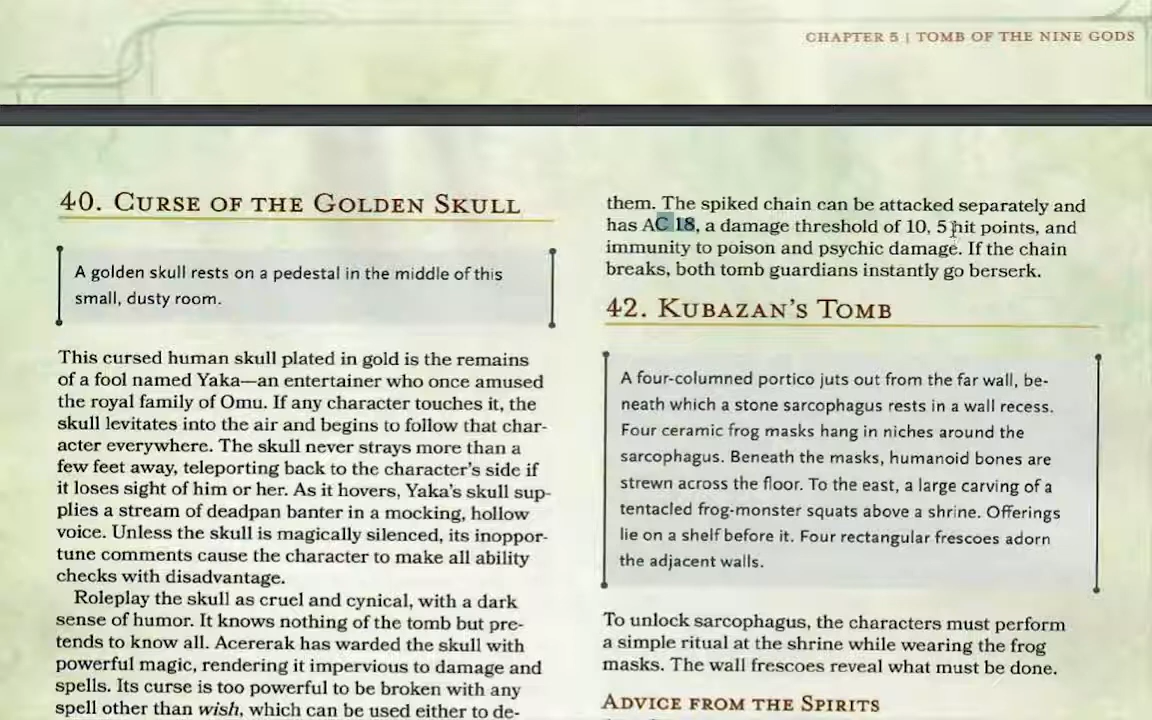 CHAPTER 5 | TOMB OF THE NINE GODS
40. CURSE OF THE GOLDEN SKULL
A golden skull rests on a pedestal in the middle of this
small, dusty room.
This cursed human skull plated in gold is the remains
of a fool named Yaka—an entertainer who once amused
the royal family of Omu. If any character touches it, the
skull levitates into the air and begins to follow that char-
acter everywhere. The skull never strays more than a
few feet away, teleporting back to the character's side if
it loses sight of him or her. As it hovers, Yaka's skull sup-
plies a stream of deadpan banter in a mocking, hollow
voice. Unless the skull is magically silenced, its inoppor-
tune comments cause the character to make all ability
checks with disadvantage.
Roleplay the skull as cruel and cynical, with a dark
sense of humor. It knows nothing of the tomb but pre-
tends to know all. Acererak has warded the skull with
powerful magic, rendering it impervious to damage and
spells. Its curse is too powerful to be broken with any
spell other than wish, which can be used either to de-
them. The spiked chain can be attacked separately and
has AC 18, a damage threshold of 10, 5 hit points, and
immunity to poison and psychic damage. If the chain
breaks, both tomb guardians instantly go berserk.
42. KUBAZAN'S TOMB
A four-columned portico juts out from the far wall, be-
neath which a stone sarcophagus rests in a wall recess.
Four ceramic frog masks hang in niches around the
sarcophagus. Beneath the masks, humanoid bones are
strewn across the floor. To the east, a large carving of a
tentacled frog-monster squats above a shrine. Offerings
lie on a shelf before it. Four rectangular frescoes adorn
the adjacent walls.
To unlock sarcophagus, the characters must perform
a simple ritual at the shrine while wearing the frog
masks. The wall frescoes reveal what must be done.
ADVICE FROM THE SPIRITS